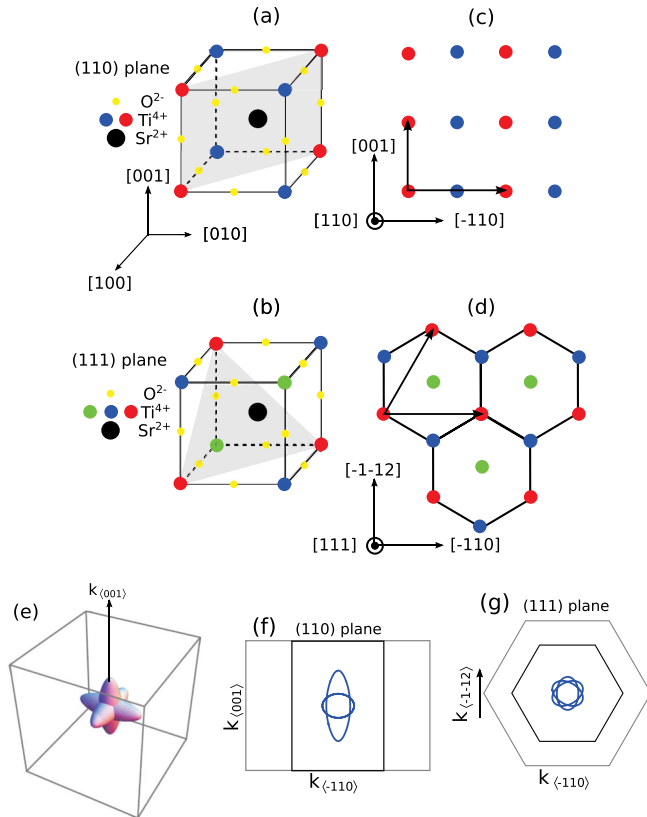 (a)
(110) plane
O2-
Ti4+
Sr2+
[001]
[010]
[100]
(c)
[001]
[110]
[-110]
(b)
(111) plane
O2-
Ti4+
Sr2+
(d)
[-1-12]
[111]
[-110]
(e)
k⟨001⟩
(f)
(110) plane
k⟨001⟩
k⟨-110⟩
(g)
(111) plane
k⟨-1-12⟩
k⟨-110⟩